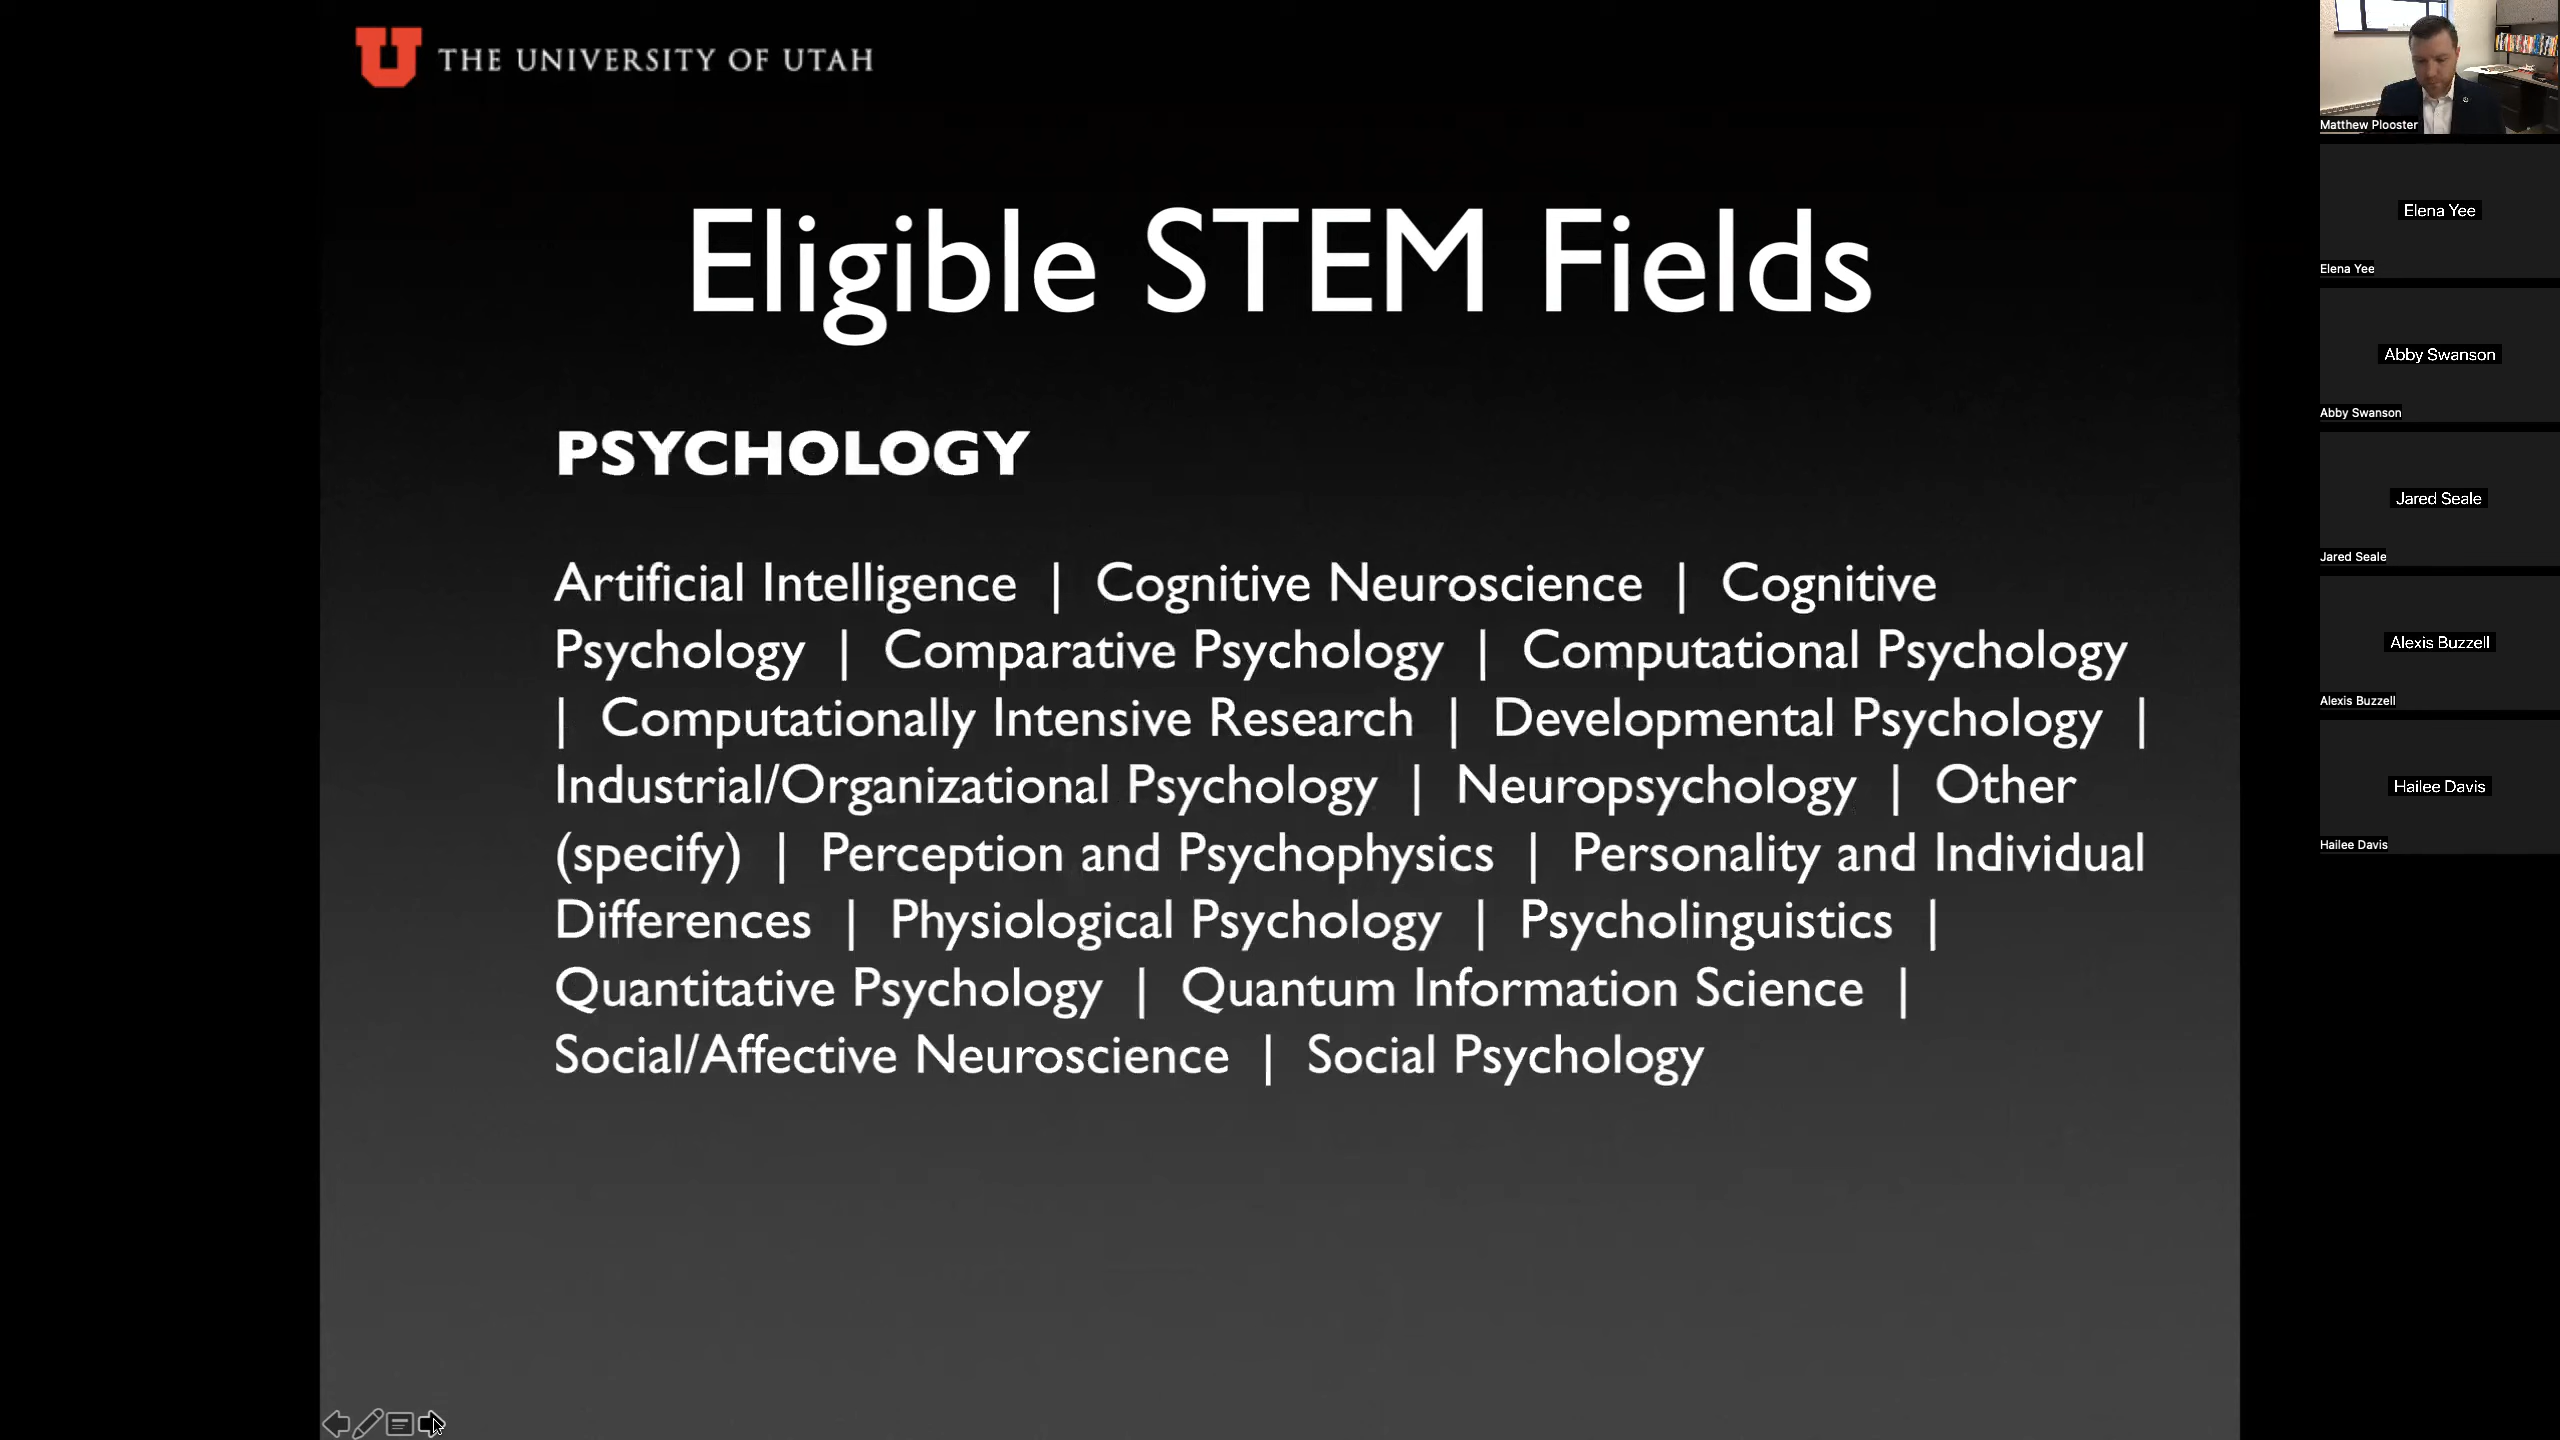 THE UNIVERSITY OF UTAH
Eligible STEM Fields
PSYCHOLOGY
Artificial Intelligence | Cognitive Neuroscience | Cognitive
Psychology | Comparative Psychology | Computational Psychology
| Computationally Intensive Research | Developmental Psychology |
Industrial/Organizational Psychology | Neuropsychology | Other
(specify) | Perception and Psychophysics | Personality and Individual
Differences | Physiological Psychology | Psycholinguistics |
Quantitative Psychology | Quantum Information Science |
Social/Affective Neuroscience | Social Psychology
Matthew Plooster
Elena Yee
Elena Yee
Abby Swanson
Abby Swanson
Jared Seale
Jared Seale
Alexis Buzzell
Alexis Buzzell
Hailee Davis
Hailee Davis